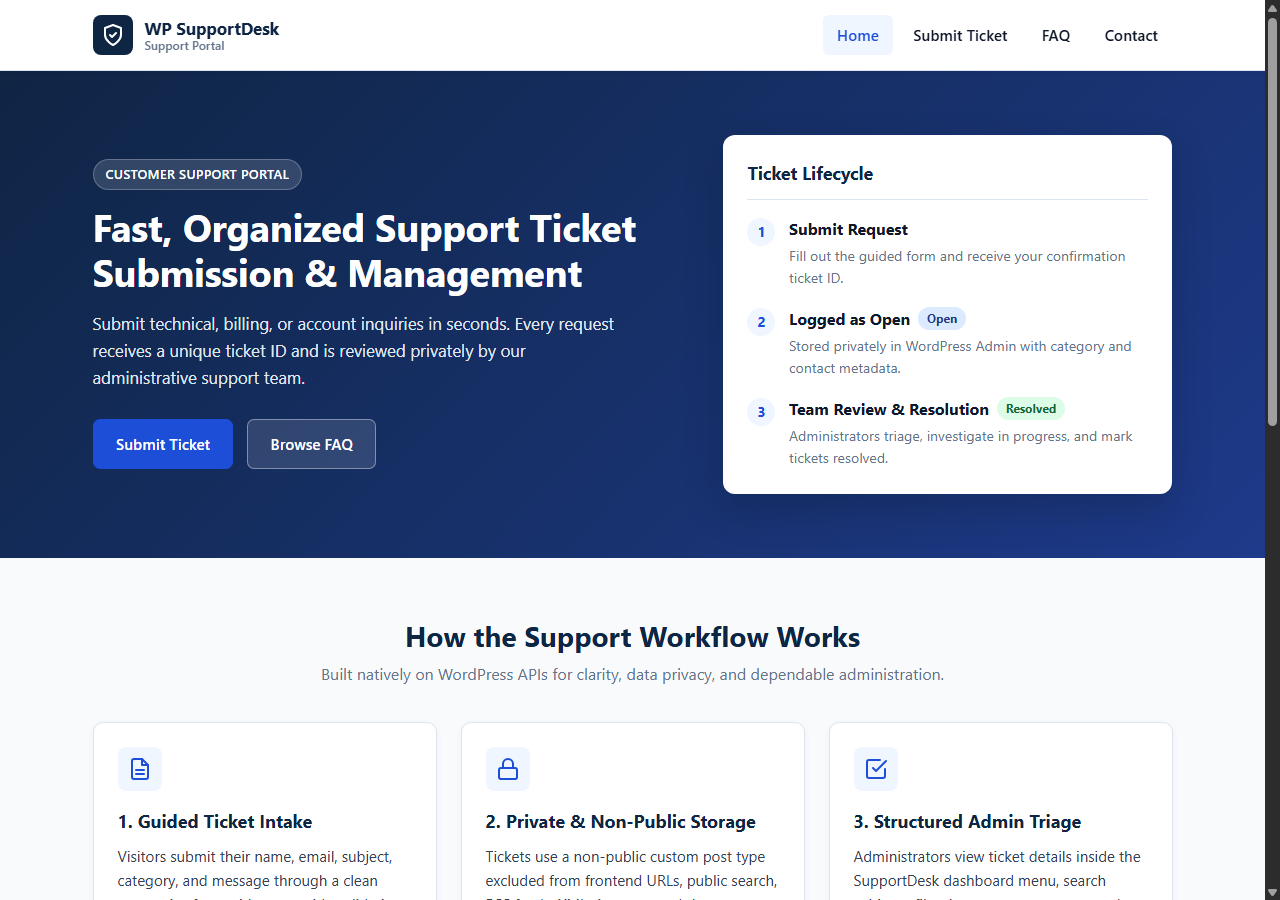 WP SupportDesk
Support Portal
Home
Submit Ticket
FAQ
Contact
CUSTOMER SUPPORT PORTAL
Fast, Organized Support Ticket
Submission & Management
Submit technical, billing, or account inquiries in seconds. Every request
receives a unique ticket ID and is reviewed privately by our
administrative support team.
Submit Ticket
Browse FAQ
Ticket Lifecycle
1
Submit Request
Fill out the guided form and receive your confirmation
ticket ID.
2
Logged as Open
Open
Stored privately in WordPress Admin with category and
contact metadata.
3
Team Review & Resolution
Resolved
Administrators triage, investigate in progress, and mark
tickets resolved.
How the Support Workflow Works
Built natively on WordPress APIs for clarity, data privacy, and dependable administration.
1. Guided Ticket Intake
Visitors submit their name, email, subject,
category, and message through a clean
2. Private & Non-Public Storage
Tickets use a non-public custom post type
excluded from frontend URLs, public search,
3. Structured Admin Triage
Administrators view ticket details inside the
SupportDesk dashboard menu, search